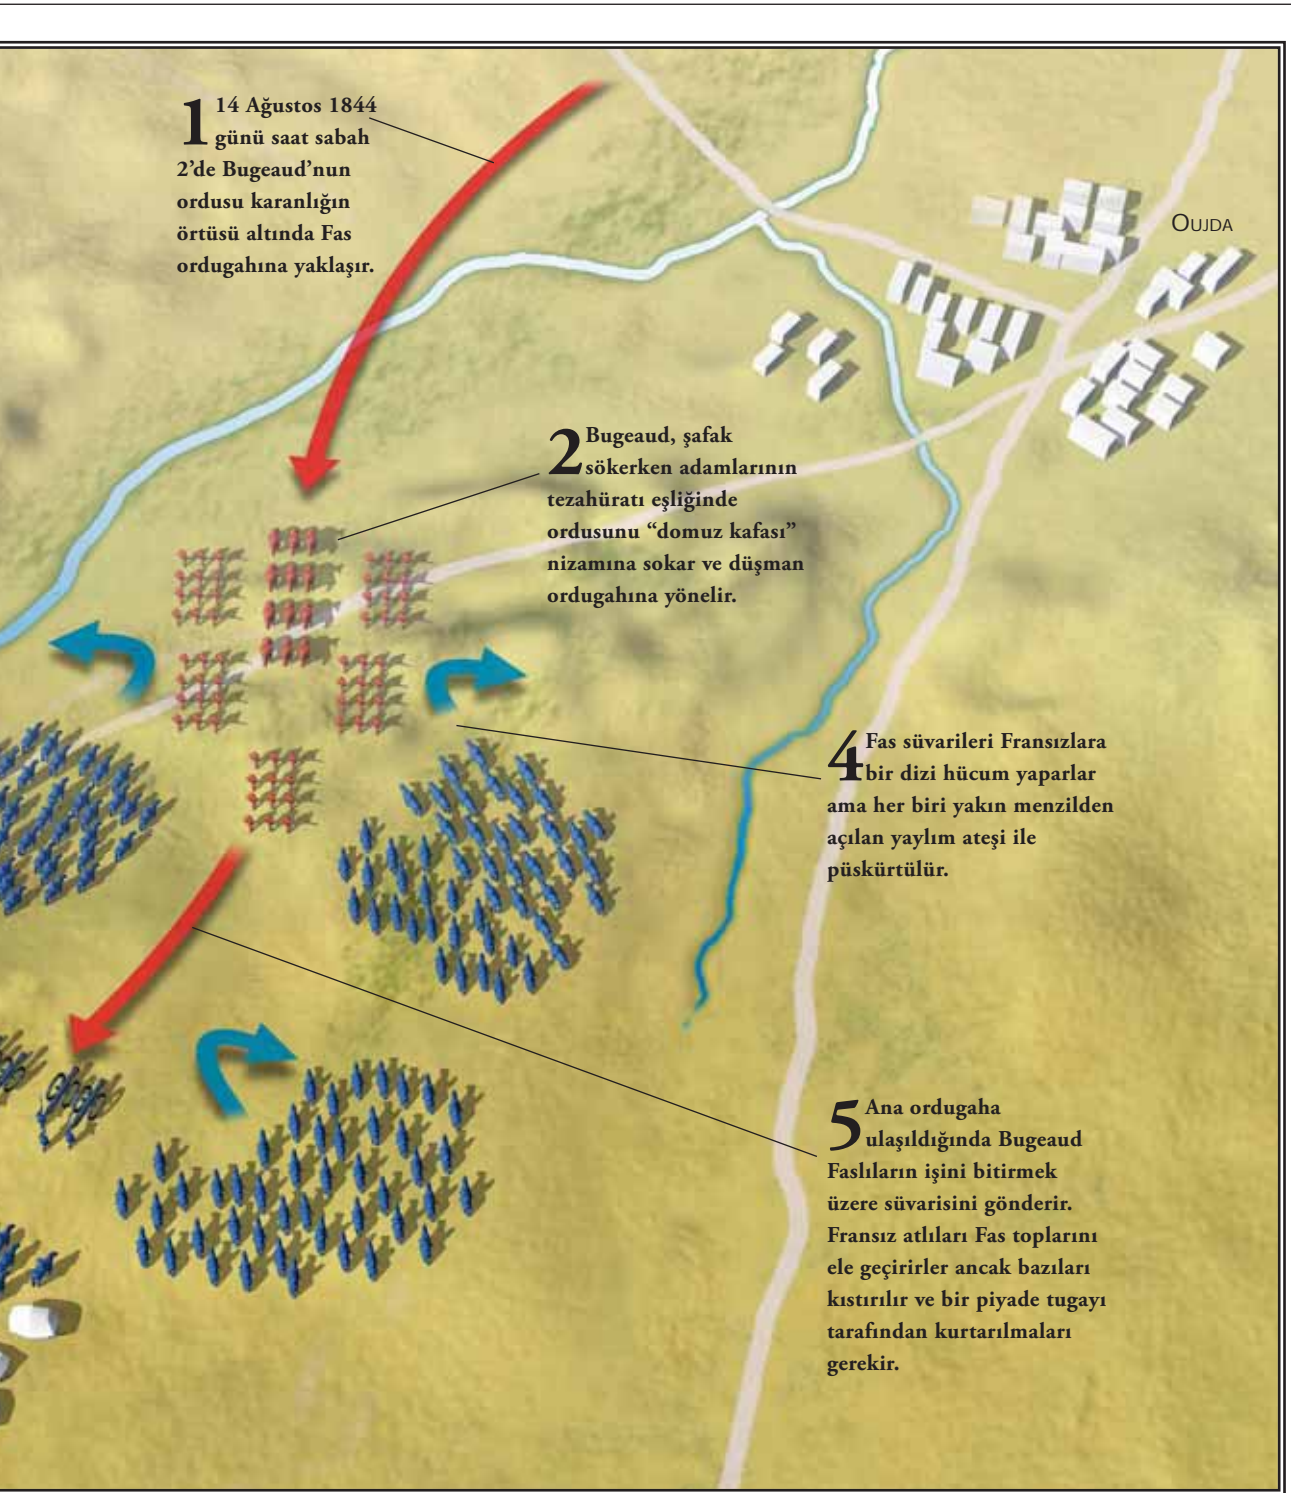 1 14 Ağustos 1844
günü saat sabah
2’de Bugeaud’nun
ordusu karanlığın
örtüsü altında Fas
ordugahına yaklaşır.
OUJDA
2 Bugeaud, şafak
sökerken adamlarının
tezahüratı eşliğinde
ordusunu “domuz kafası”
nizamına sokar ve düşman
ordugahına yönelir.
4 Fas süvarileri Fransızlara
bir dizi hücum yaparlar
ama her biri yakın menzilden
açılan yaylım ateşi ile
püskürtülür.
5 Ana ordugaha
ulaşıldığında Bugeaud
Faslıların işini bitirmek
üzere süvarisini gönderir.
Fransız atlıları Fas toplarını
ele geçirirler ancak bazıları
kıstırılır ve bir piyade tugayı
tarafından kurtarılmaları
gerekir.